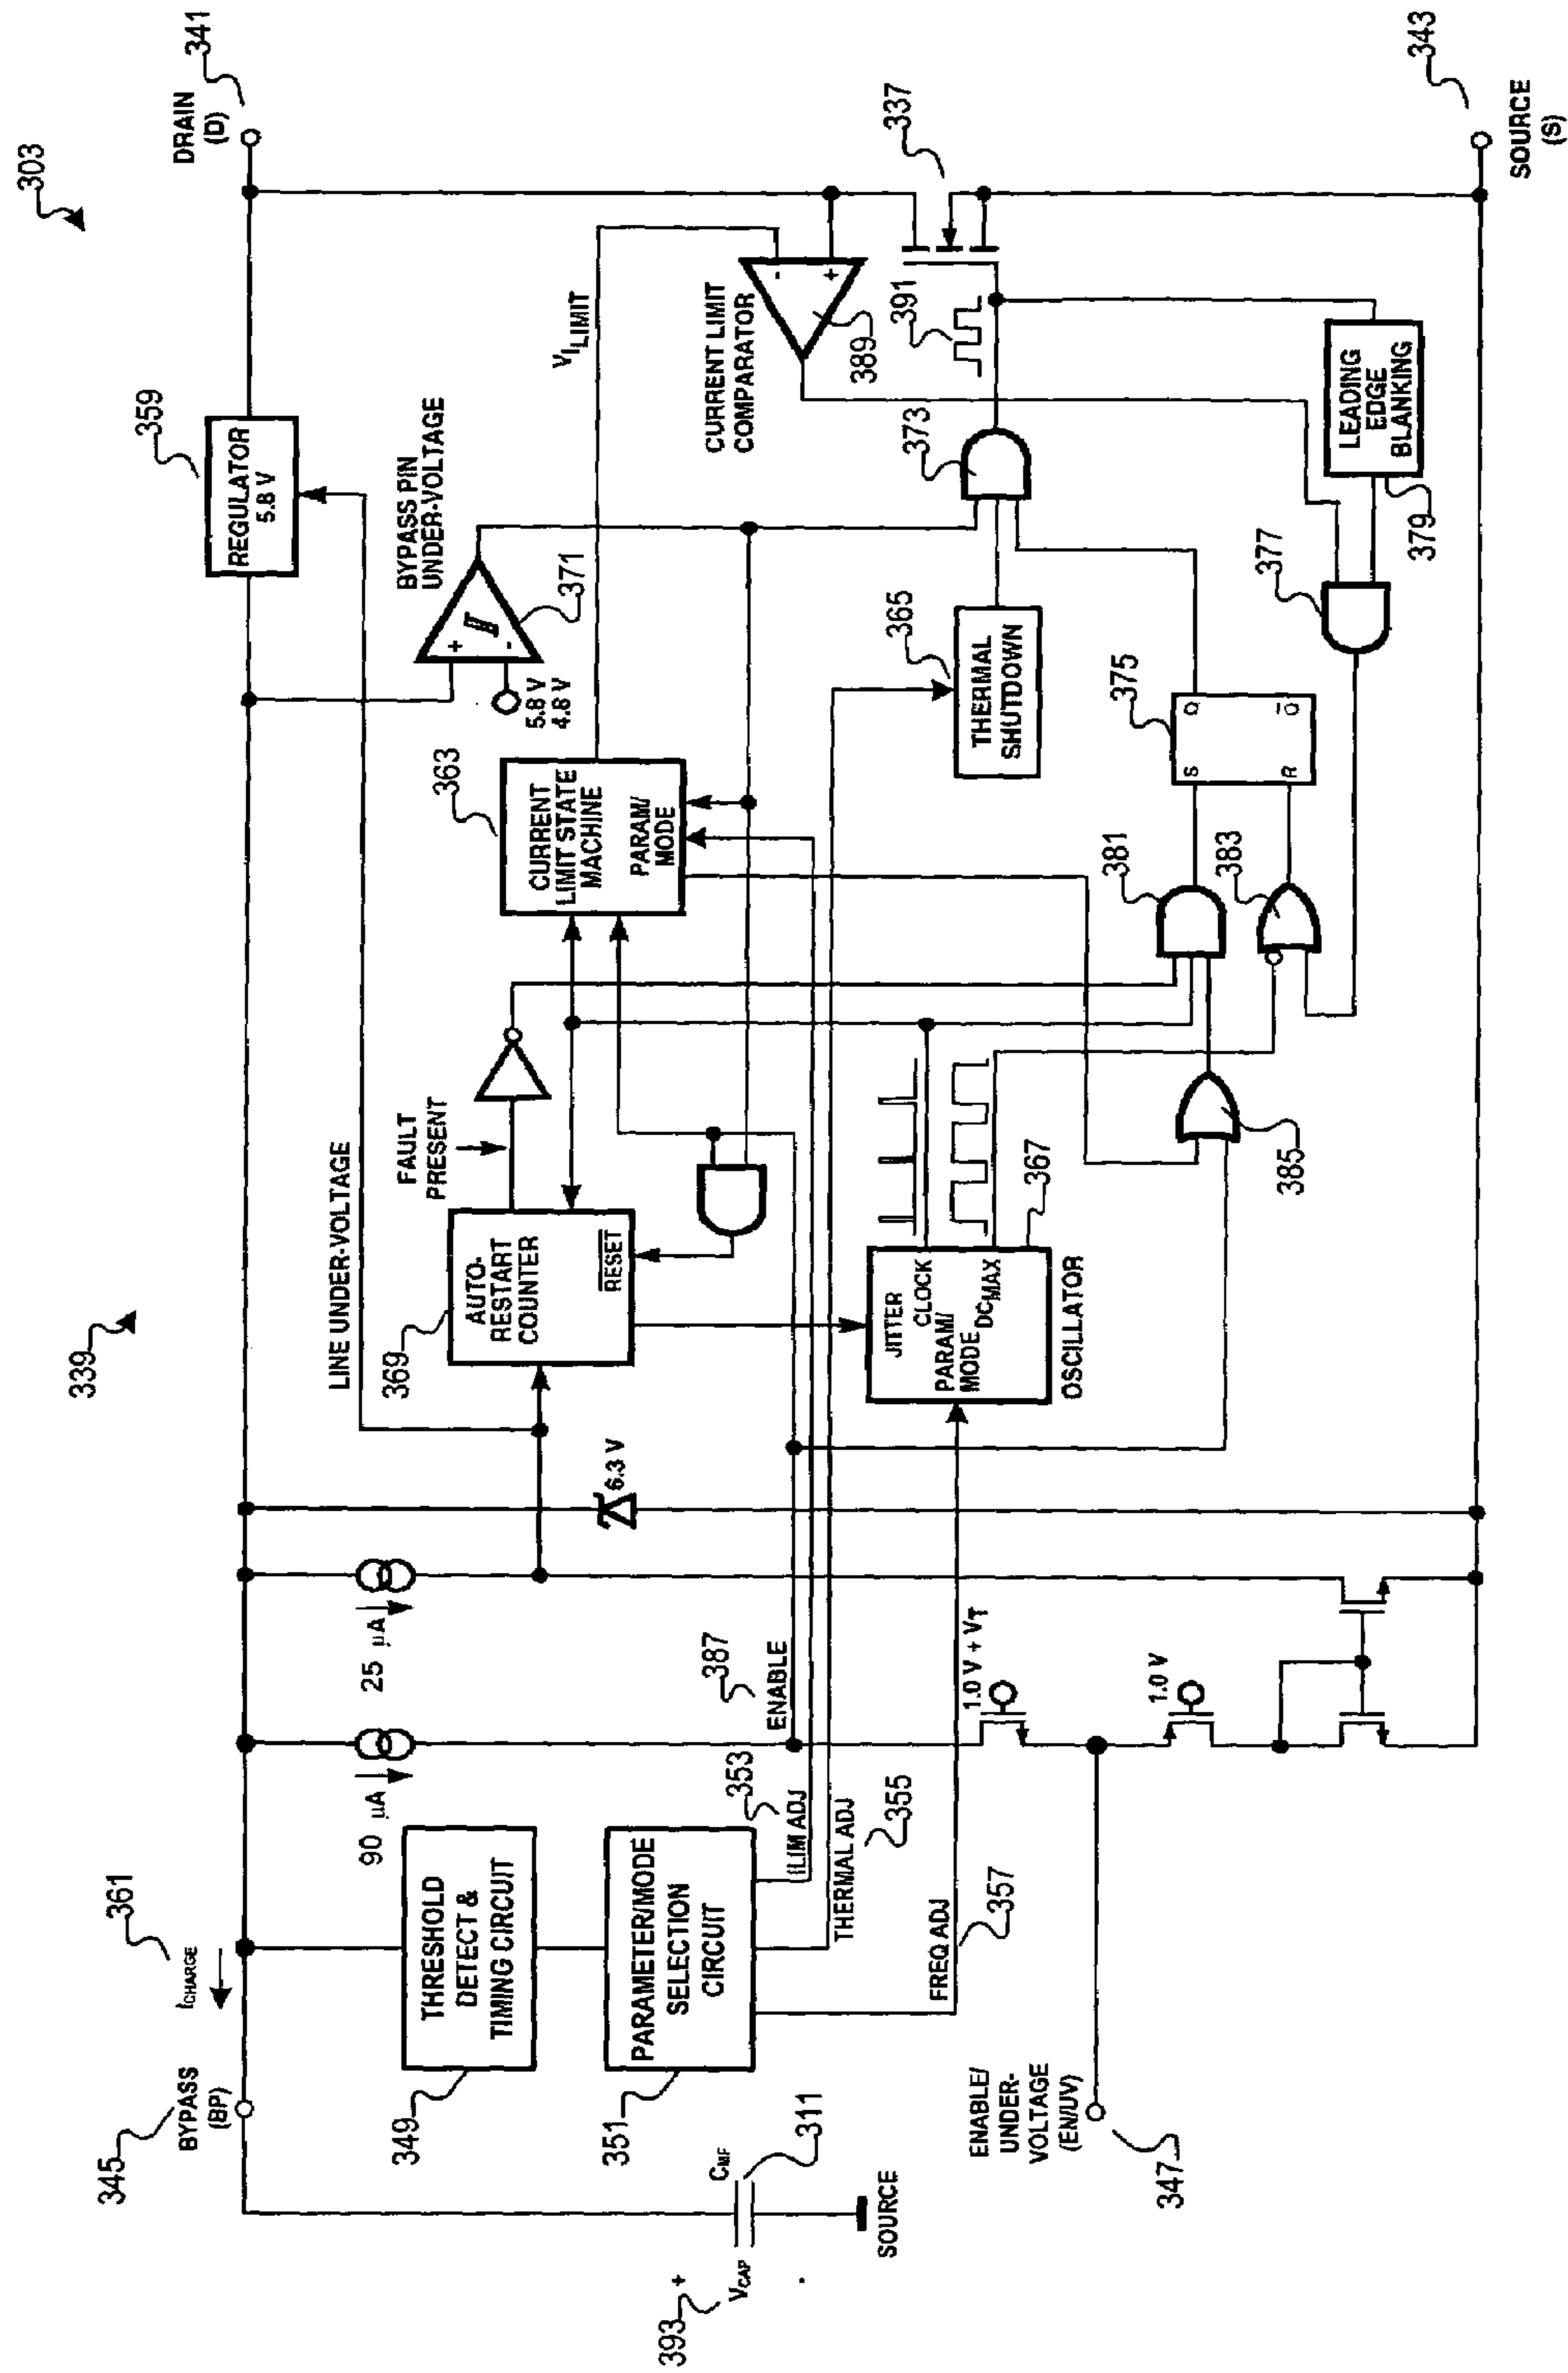 303
339
345
BYPASS
(BP)
361
ICHARGE
359
REGULATOR
5.8 V
DRAIN
(D)
341
LINE UNDER-VOLTAGE
BYPASS PIN
UNDER-VOLTAGE
+
-
371
5.8 V
4.8 V
90 µA
25 µA
349
THRESHOLD
DETECT &
TIMING CIRCUIT
351
PARAMETER/MODE
SELECTION
CIRCUIT
6.3 V
369
AUTO-
RESTART
COUNTER
RESET
FAULT
PRESENT
363
CURRENT
LIMIT STATE
MACHINE
PARAM/
MODE
VILIMIT
393
+
VCAP
CMF
311
SOURCE
387
ENABLE
353
ILIM ADJ
THERMAL ADJ
355
FREQ ADJ
357
JITTER
CLOCK
PARAM/
MODE
DCMAX
OSCILLATOR
367
365
THERMAL
SHUTDOWN
CURRENT LIMIT
COMPARATOR
-
+
389
391
337
373
1.0 V + VT
1.0 V
ENABLE/
UNDER-
VOLTAGE
(EN/UV)
347
385
381
383
375
S
Q
R
Q
377
LEADING
EDGE
BLANKING
379
343
SOURCE
(S)